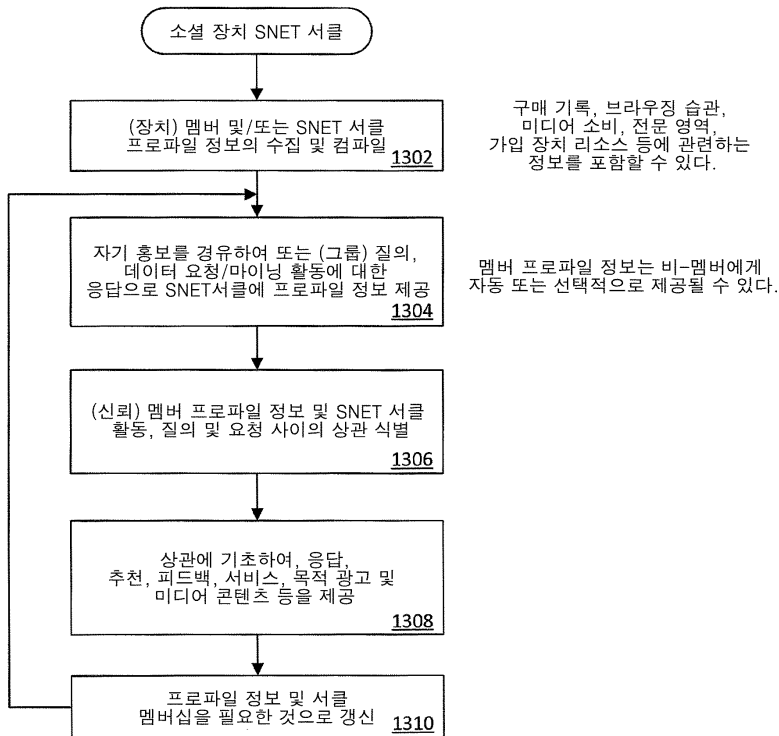 소셜 장치 SNET 서클
(장치) 멤버 및/또는 SNET 서클
프로파일 정보의 수집 및 컴파일
1302
구매 기록, 브라우징 습관,
미디어 소비, 전문 영역,
가입 장치 리소스 등에 관련하는
정보를 포함할 수 있다.
자기 홍보를 경유하여 또는 (그룹) 질의,
데이터 요청/마이닝 활동에 대한
응답으로 SNET서클에 프로파일 정보 제공
1304
멤버 프로파일 정보는 비-멤버에게
자동 또는 선택적으로 제공될 수 있다.
(신뢰) 멤버 프로파일 정보 및 SNET 서클
활동, 질의 및 요청 사이의 상관 식별
1306
상관에 기초하여, 응답,
추천, 피드백, 서비스, 목적 광고 및
미디어 콘텐츠 등을 제공
1308
프로파일 정보 및 서클
멤버십을 필요한 것으로 갱신
1310